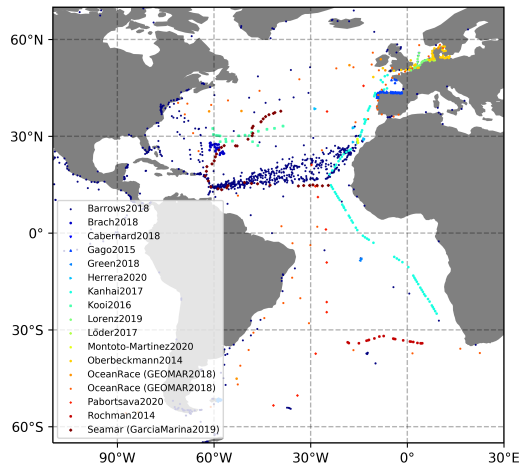 60°N
30°N
0°
30°S
60°S
Barrows2018
Brach2018
Cabernard2018
Gago2015
Green2018
Herrera2020
Kanhai2017
Kooi2016
Lorenz2019
Löder2017
Montoto-Martinez2020
Oberbeckmann2014
OceanRace (GEOMAR2018)
OceanRace (GEOMAR2018)
Pabortsava2020
Rochman2014
Seamar (GarciaMarina2019)
90°W 60°W 30°W 0° 30°E